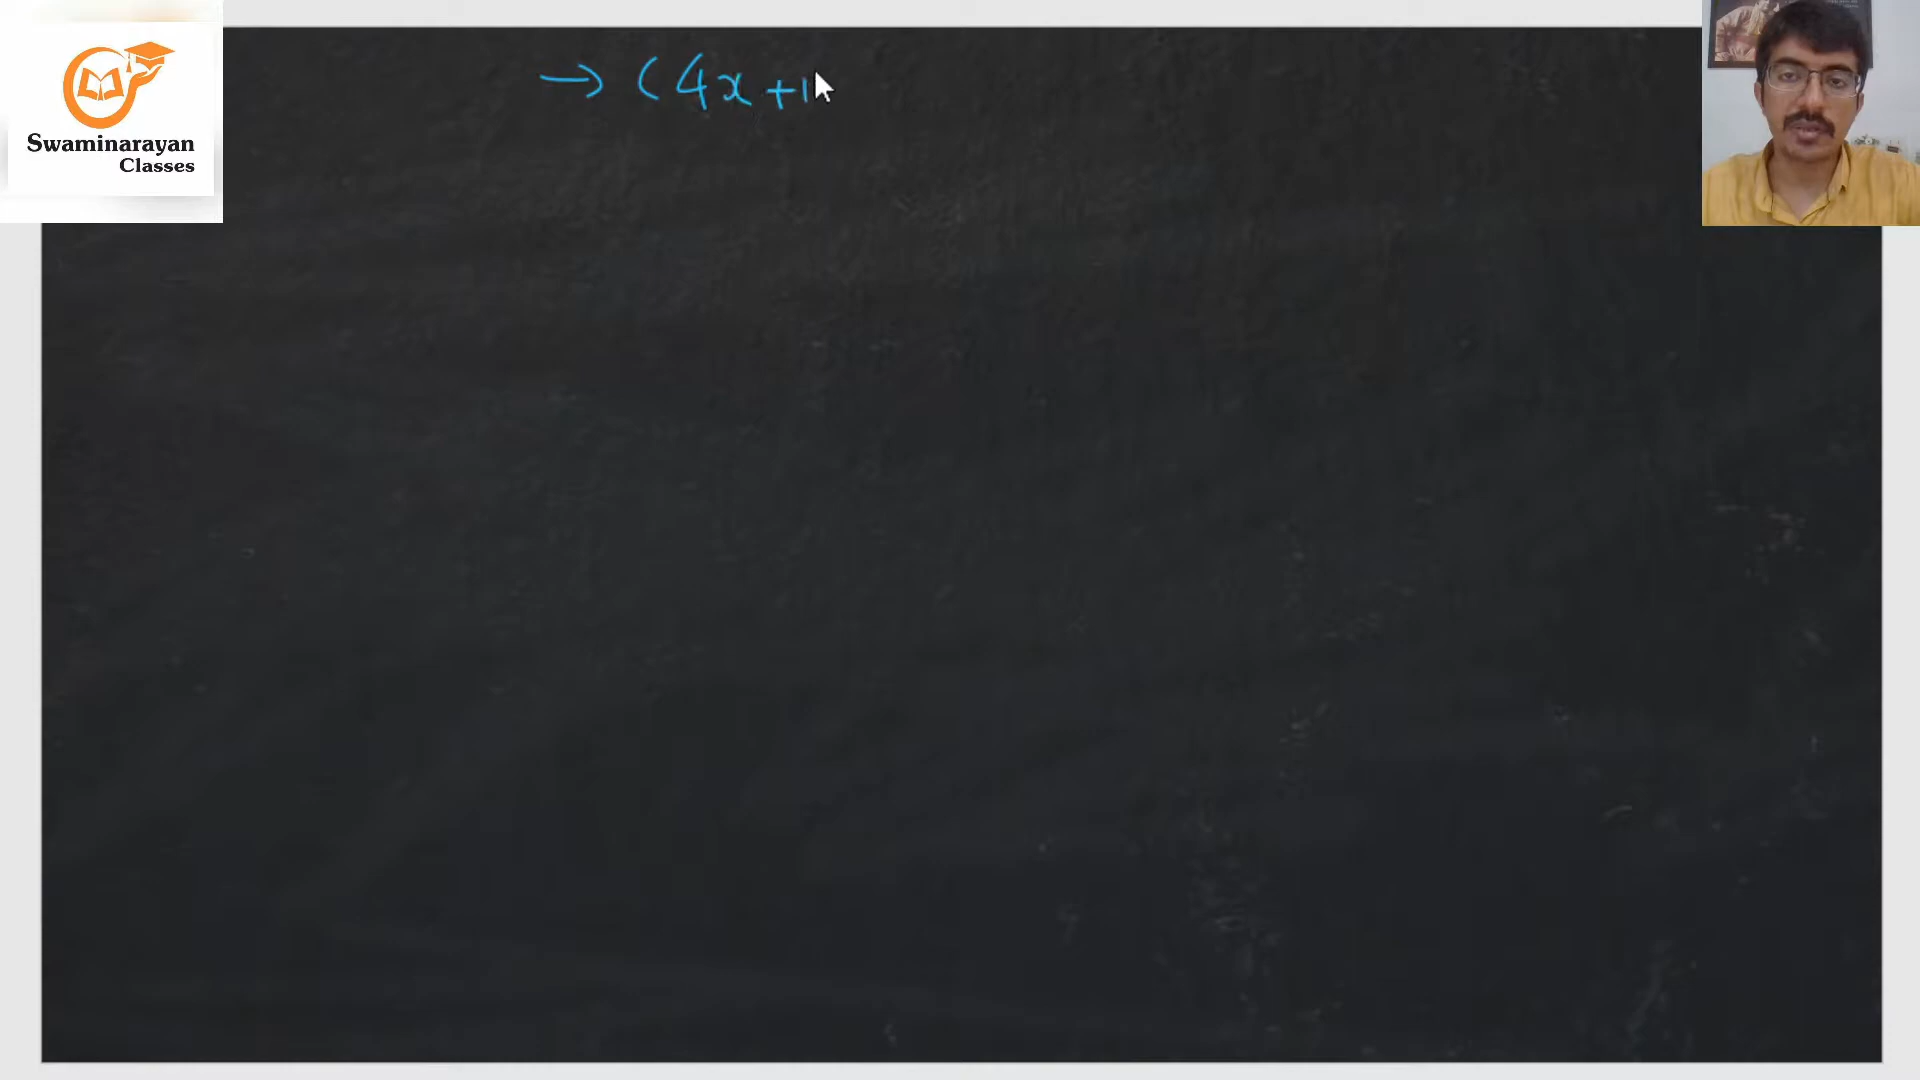 Swaminarayan
Classes
→ (4x +1